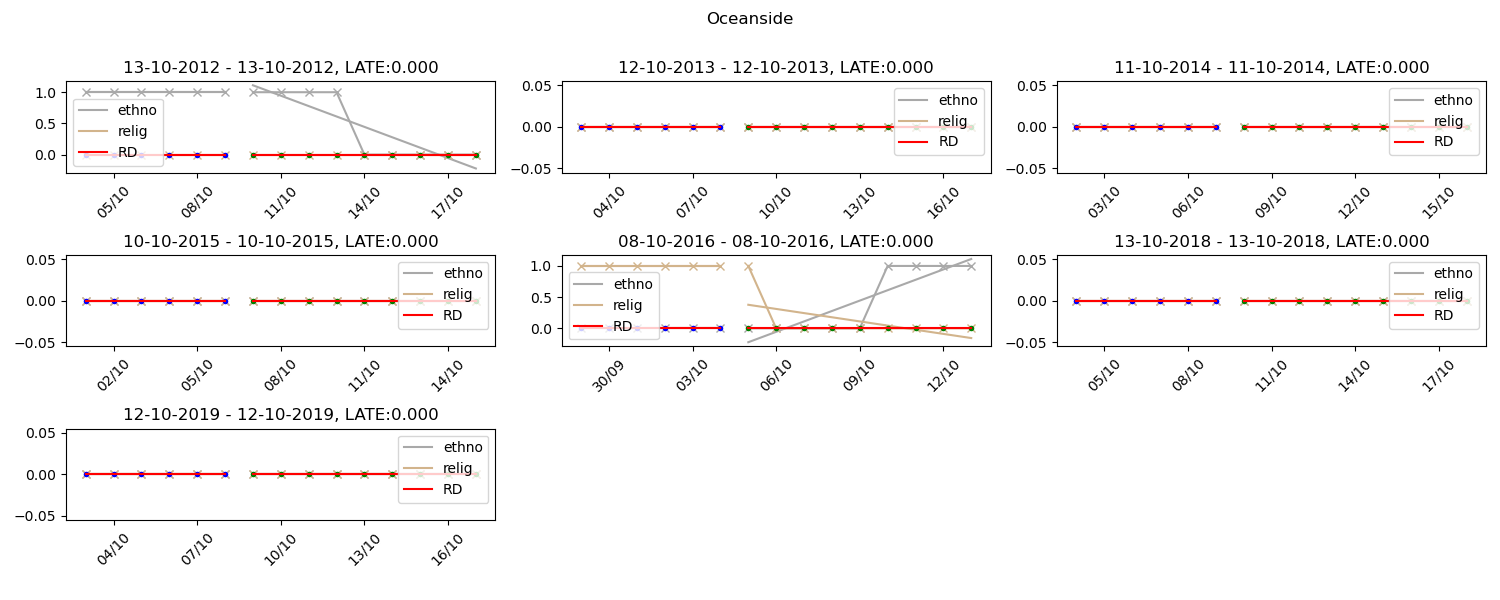 Oceanside
13-10-2012 - 13-10-2012, LATE:0.000
1.0
0.5
0.0
ethno
relig
RD
05/10
08/10
11/10
14/10
17/10
12-10-2013 - 12-10-2013, LATE:0.000
0.05
0.00
−0.05
ethno
relig
RD
04/10
07/10
10/10
13/10
16/10
11-10-2014 - 11-10-2014, LATE:0.000
0.05
0.00
−0.05
ethno
relig
RD
03/10
06/10
09/10
12/10
15/10
10-10-2015 - 10-10-2015, LATE:0.000
0.05
0.00
−0.05
ethno
relig
RD
02/10
05/10
08/10
11/10
14/10
08-10-2016 - 08-10-2016, LATE:0.000
1.0
0.5
0.0
ethno
relig
RD
30/09
03/10
06/10
09/10
12/10
13-10-2018 - 13-10-2018, LATE:0.000
0.05
0.00
−0.05
ethno
relig
RD
05/10
08/10
11/10
14/10
17/10
12-10-2019 - 12-10-2019, LATE:0.000
0.05
0.00
−0.05
ethno
relig
RD
04/10
07/10
10/10
13/10
16/10